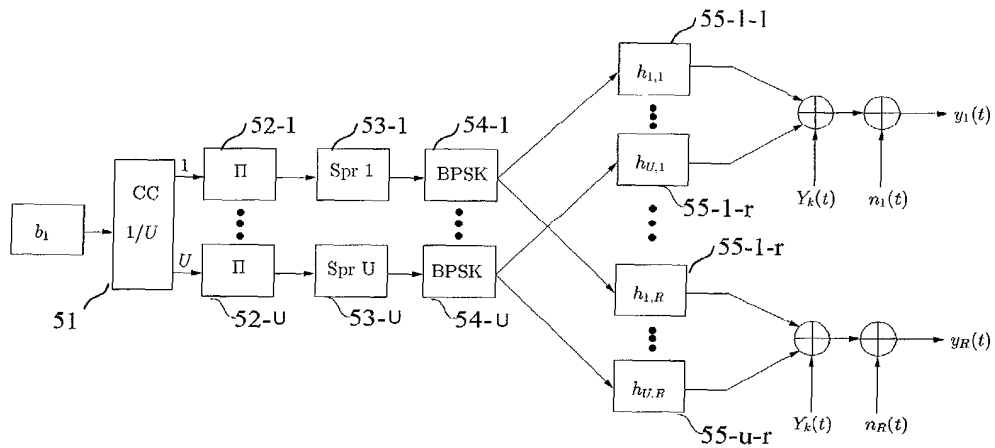 55-1-1
52-1
53-1
54-1
h1,1
y1(t)
1
CC
1/U
Π
Spr 1
BPSK
hU,1
Yk(t)
n1(t)
b1
55-1-r
U
Π
Spr U
BPSK
55-1-r
51
52-U
53-U
54-U
h1,R
yR(t)
hU,R
Yk(t)
nR(t)
55-u-r